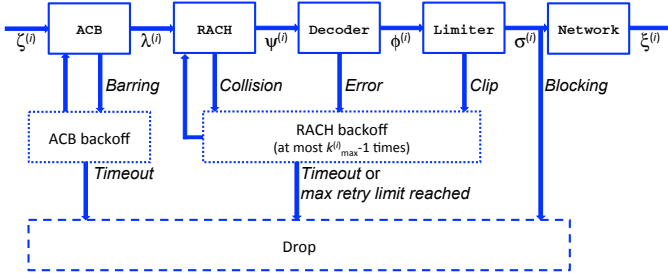 ACB RACH Decoder Limiter Network
ζ(i) λ(i) ψ(i) ϕ(i) σ(i) ξ(i)
Barring Collision Error Clip Blocking
ACB backoff
RACH backoff
(at most k(i)max-1 times)
Timeout
Timeout or
max retry limit reached
Drop